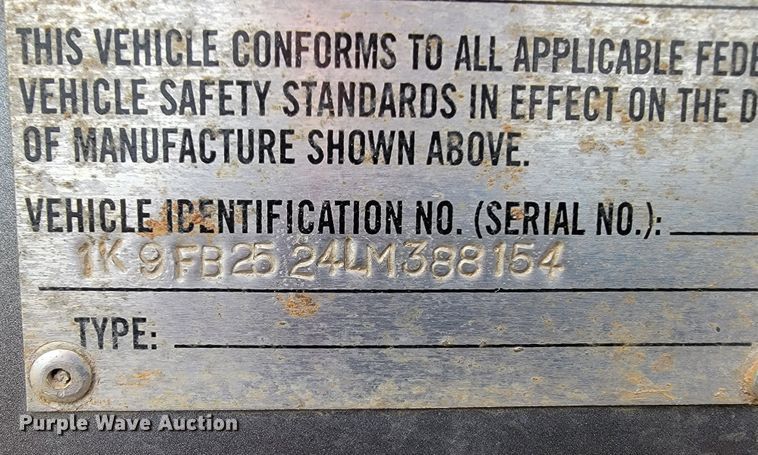 THIS VEHICLE CONFORMS TO ALL APPLICABLE FEDE
VEHICLE SAFETY STANDARDS IN EFFECT ON THE D
OF MANUFACTURE SHOWN ABOVE.
VEHICLE IDENTIFICATION NO. (SERIAL NO.):
1K9FB2524LM388154
TYPE:
Purple Wave Auction